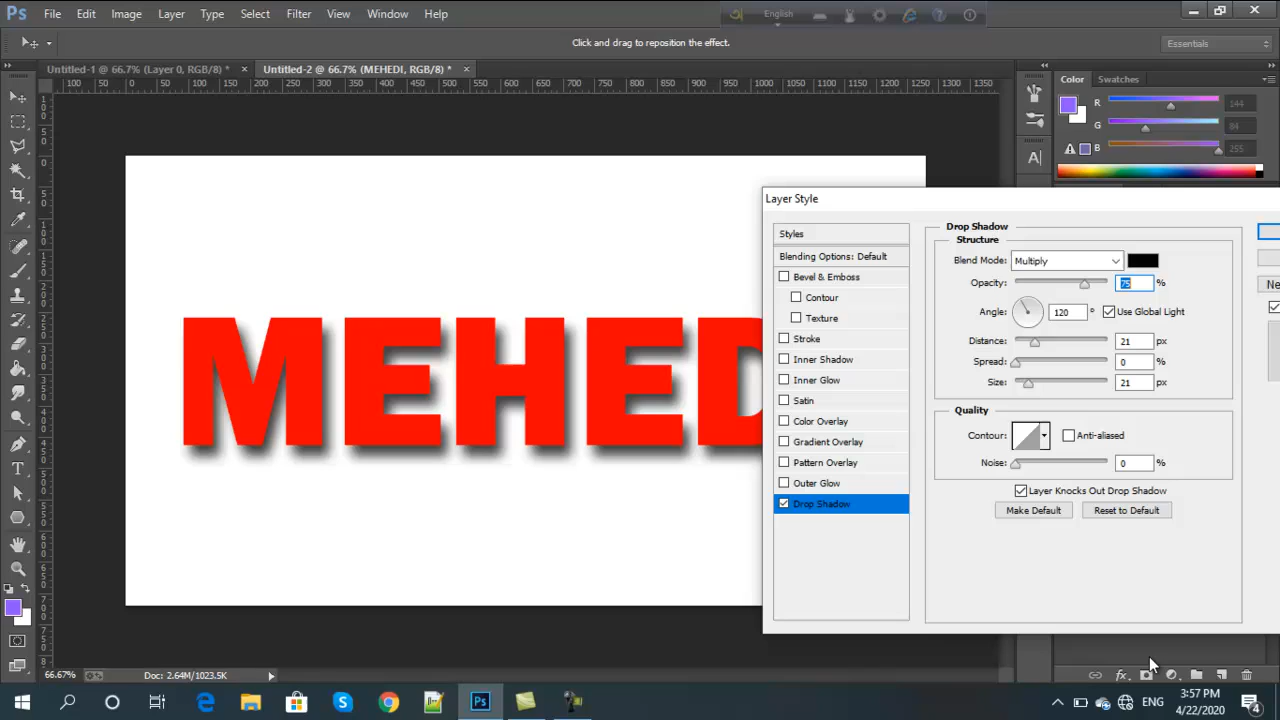 Ps File Edit Image Layer Type Select Filter View Window Help
English
Click and drag to reposition the effect.
Essentials
Untitled-1 @ 66.7% (Layer 0, RGB/8) * × Untitled-2 @ 66.7% (MEHEDI, RGB/8) * ×
100 50 0 50 100 150 200 250 300 350 400 450 500 550 600 650 700 750 800 850 900 950 1000 1050 1100 1150 1200 1250 1300 1350
Color Swatches
R 144
G 84
B 255
Layer Style
Styles
Blending Options: Default
Bevel & Emboss
Contour
Texture
Stroke
Inner Shadow
Inner Glow
Satin
Color Overlay
Gradient Overlay
Pattern Overlay
Outer Glow
Drop Shadow
Drop Shadow
Structure
Blend Mode: Multiply
Opacity: 75 %
Angle: 120 ° Use Global Light
Distance: 21 px
Spread: 0 %
Size: 21 px
Quality
Contour: Anti-aliased
Noise: 0 %
Layer Knocks Out Drop Shadow
Make Default Reset to Default
Ne
MEHED
66.67% Doc: 2.64M/1023.5K
fx
ENG
3:57 PM
4/22/2020
4